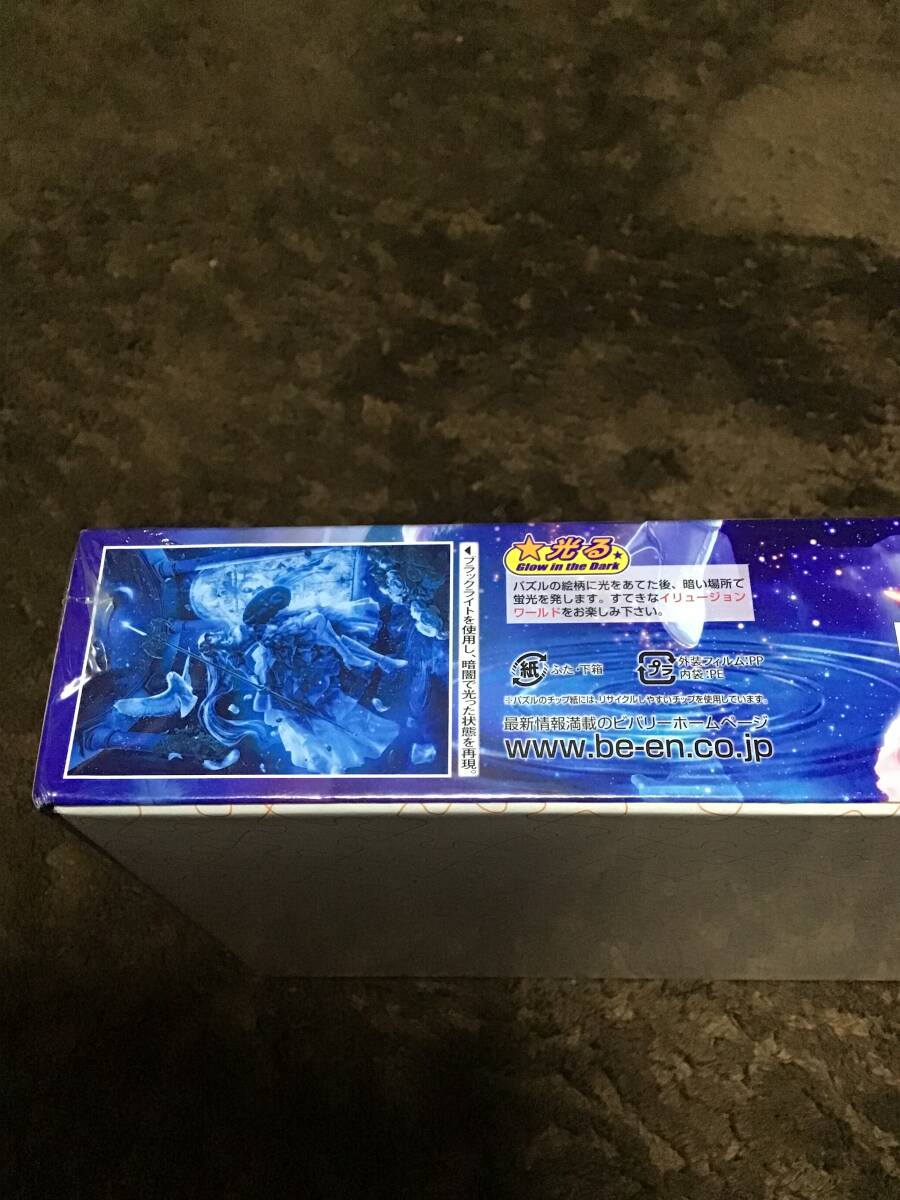 ◀ブラックライトを使用し、暗闇で光った状態を再現。
★光る★
Glow in the Dark
パズルの絵柄に光をあてた後、暗い場所で
蛍光を発します。すてきなイリュージョン
ワールドをお楽しみ下さい。
紙 ふた・下箱
プラ 外装フィルム:PP
内袋:PE
※パズルのチップ紙には、リサイクルしやすいチップを使用しています。
最新情報満載のビバリーホームページ
www.be-en.co.jp